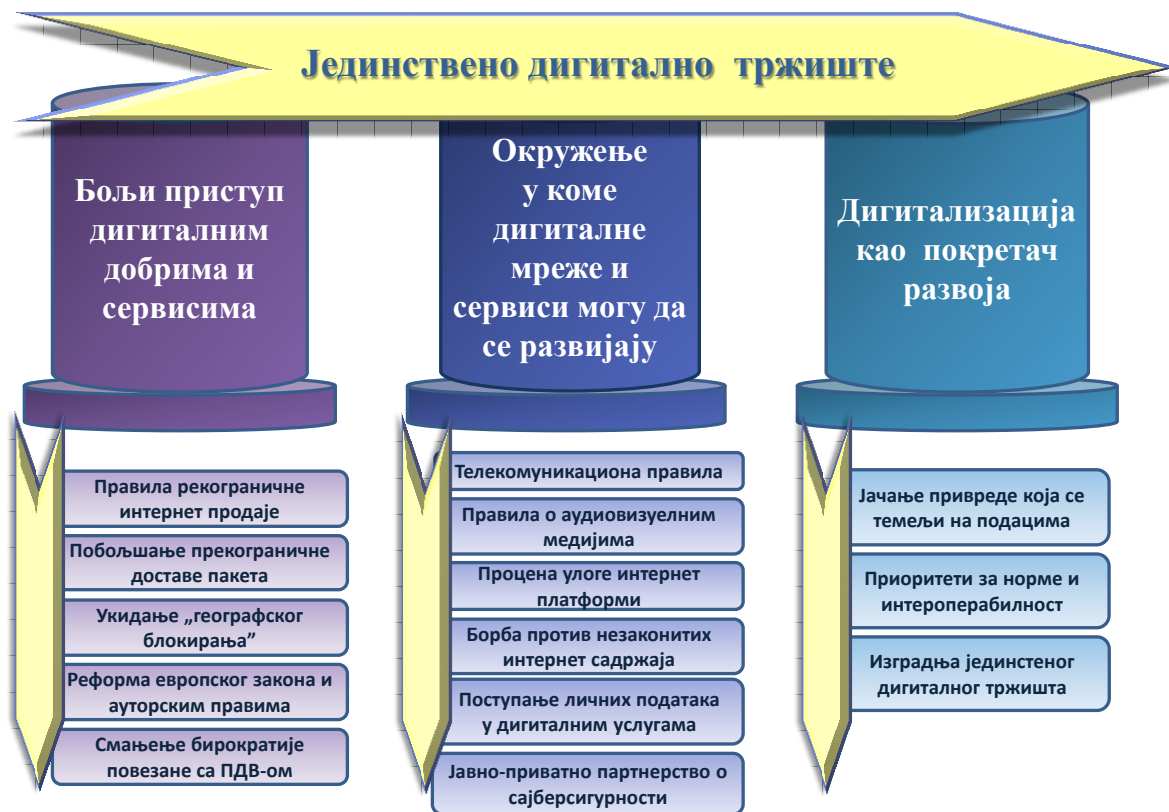 Јединствено дигитално тржиште
Бољи приступ
дигиталним
добрима и
сервисима
Правила рекограничне
интернет продаје
Побољшање прекограничне
доставе пакета
Укидање „географског
блокирања”
Реформа европског закона и
ауторским правима
Смањење бирократије
повезане са ПДВ-ом
Окружење
у коме
дигиталне
мреже и
сервиси могу да
се развијају
Телекомуникациона правила
Правила о аудиовизуелним
медијима
Процена улоге интернет
платформи
Борба против незаконитих
интернет садржаја
Поступање личних података
у дигиталним услугама
Јавно-приватно партнерство о
сајберсигурности
Дигитализација
као покретач
развоја
Јачање привреде која се
темељи на подацима
Приоритети за норме и
интероперабилност
Изградња јединстеног
дигиталног тржишта